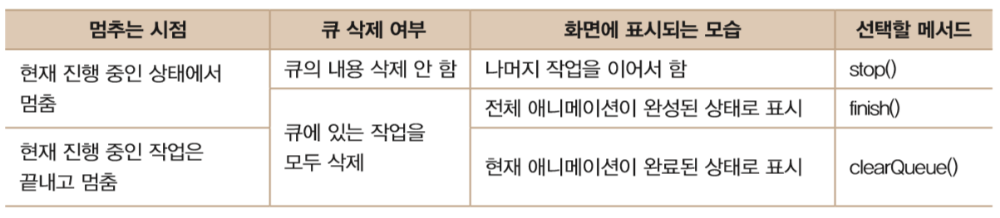 멈추는 시점
큐 삭제 여부
화면에 표시되는 모습
선택할 메서드
현재 진행 중인 상태에서
멈춤
큐의 내용 삭제 안 함
나머지 작업을 이어서 함
stop()
큐에 있는 작업을
모두 삭제
전체 애니메이션이 완성된 상태로 표시
finish()
현재 진행 중인 작업은
끝내고 멈춤
현재 애니메이션이 완료된 상태로 표시
clearQueue()